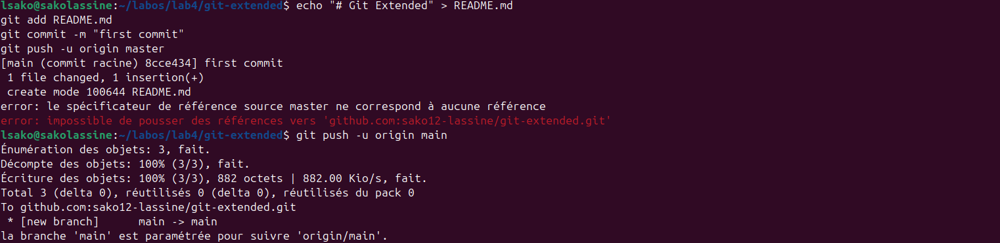 lsako@sakolassine:~/labos/lab4/git-extended$ echo "# Git Extended" > README.md
git add README.md
git commit -m "first commit"
git push -u origin master
[main (commit racine) 8cce434] first commit
 1 file changed, 1 insertion(+)
 create mode 100644 README.md
error: le spécificateur de référence source master ne correspond à aucune référence
error: impossible de pousser des références vers 'github.com:sako12-lassine/git-extended.git'
lsako@sakolassine:~/labos/lab4/git-extended$ git push -u origin main
Énumération des objets: 3, fait.
Décompte des objets: 100% (3/3), fait.
Écriture des objets: 100% (3/3), 882 octets | 882.00 Kio/s, fait.
Total 3 (delta 0), réutilisés 0 (delta 0), réutilisés du pack 0
To github.com:sako12-lassine/git-extended.git
 * [new branch]      main -> main
la branche 'main' est paramétrée pour suivre 'origin/main'.